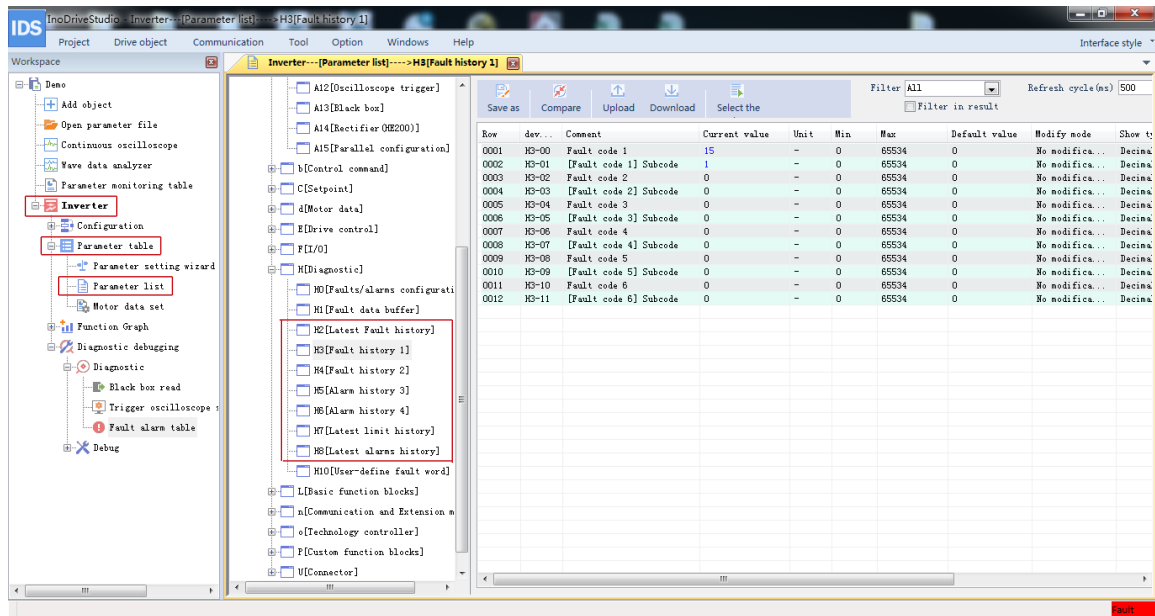 IDS
InoDriveStudio - Inverter---[Parameter list]---->H3[Fault history 1]
Project Drive object Communication Tool Option Windows Help Interface style
Workspace
Inverter---[Parameter list]---->H3[Fault history 1]
Demo
Add object
Open parameter file
Continuous oscilloscope
Wave data analyzer
Parameter monitoring table
Inverter
Configuration
Parameter table
Parameter setting wizard
Parameter list
Motor data set
Function Graph
Diagnostic debugging
Diagnostic
Black box read
Trigger oscilloscope s
Fault alarm table
Debug
A12[Oscilloscope trigger]
A13[Black box]
A14[Rectifier(HE200)]
A15[Parallel configuration]
b[Control command]
C[Setpoint]
d[Motor data]
E[Drive control]
F[I/O]
H[Diagnostic]
H0[Faults/alarms configurati
H1[Fault data buffer]
H2[Latest Fault history]
H3[Fault history 1]
H4[Fault history 2]
H5[Alarm history 3]
H6[Alarm history 4]
H7[Latest limit history]
H8[Latest alarms history]
H10[User-define fault word]
L[Basic function blocks]
n[Communication and Extension m
o[Technology controller]
P[Custom function blocks]
U[Connector]
Save as Compare Upload Download Select the
Filter All Refresh cycle(ms) 500
Filter in result
Row dev... Comment Current value Unit Min Max Default value Modify mode Show ty
0001 H3-00 Fault code 1 15 - 0 65534 0 No modifica... Decimal
0002 H3-01 [Fault code 1] Subcode 1 - 0 65534 0 No modifica... Decimal
0003 H3-02 Fault code 2 0 - 0 65534 0 No modifica... Decimal
0004 H3-03 [Fault code 2] Subcode 0 - 0 65534 0 No modifica... Decimal
0005 H3-04 Fault code 3 0 - 0 65534 0 No modifica... Decimal
0006 H3-05 [Fault code 3] Subcode 0 - 0 65534 0 No modifica... Decimal
0007 H3-06 Fault code 4 0 - 0 65534 0 No modifica... Decimal
0008 H3-07 [Fault code 4] Subcode 0 - 0 65534 0 No modifica... Decimal
0009 H3-08 Fault code 5 0 - 0 65534 0 No modifica... Decimal
0010 H3-09 [Fault code 5] Subcode 0 - 0 65534 0 No modifica... Decimal
0011 H3-10 Fault code 6 0 - 0 65534 0 No modifica... Decimal
0012 H3-11 [Fault code 6] Subcode 0 - 0 65534 0 No modifica... Decimal
Fault